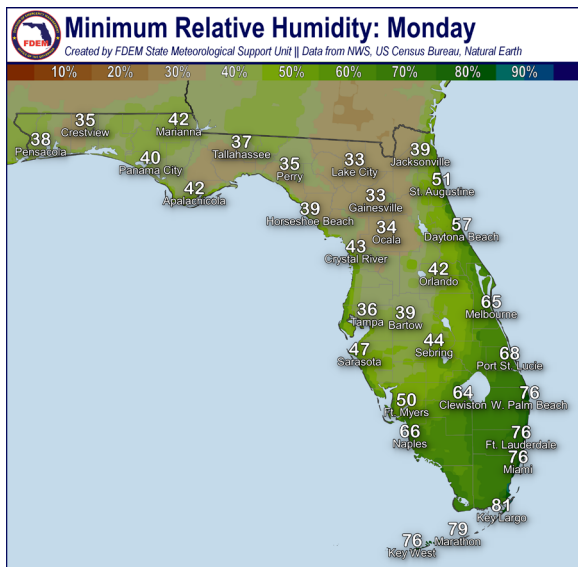 Minimum Relative Humidity: Monday
Created by FDEM State Meteorological Support Unit || Data from NWS, US Census Bureau, Natural Earth
FDEM
10% 20% 30% 40% 50% 60% 70% 80% 90%
35
Crestview
42
Marianna
38
Pensacola
40
Panama City
37
Tallahassee
42
Apalachicola
35
Perry
33
Lake City
39
Jacksonville
51
St. Augustine
33
Gainesville
39
Horseshoe Beach
34
Ocala
57
Daytona Beach
43
Crystal River
42
Orlando
65
Melbourne
36
Tampa
39
Bartow
47
Sarasota
44
Sebring
68
Port St. Lucie
50
Ft. Myers
64
Clewiston
76
W. Palm Beach
66
Naples
76
Ft. Lauderdale
76
Miami
81
Key Largo
79
Marathon
76
Key West